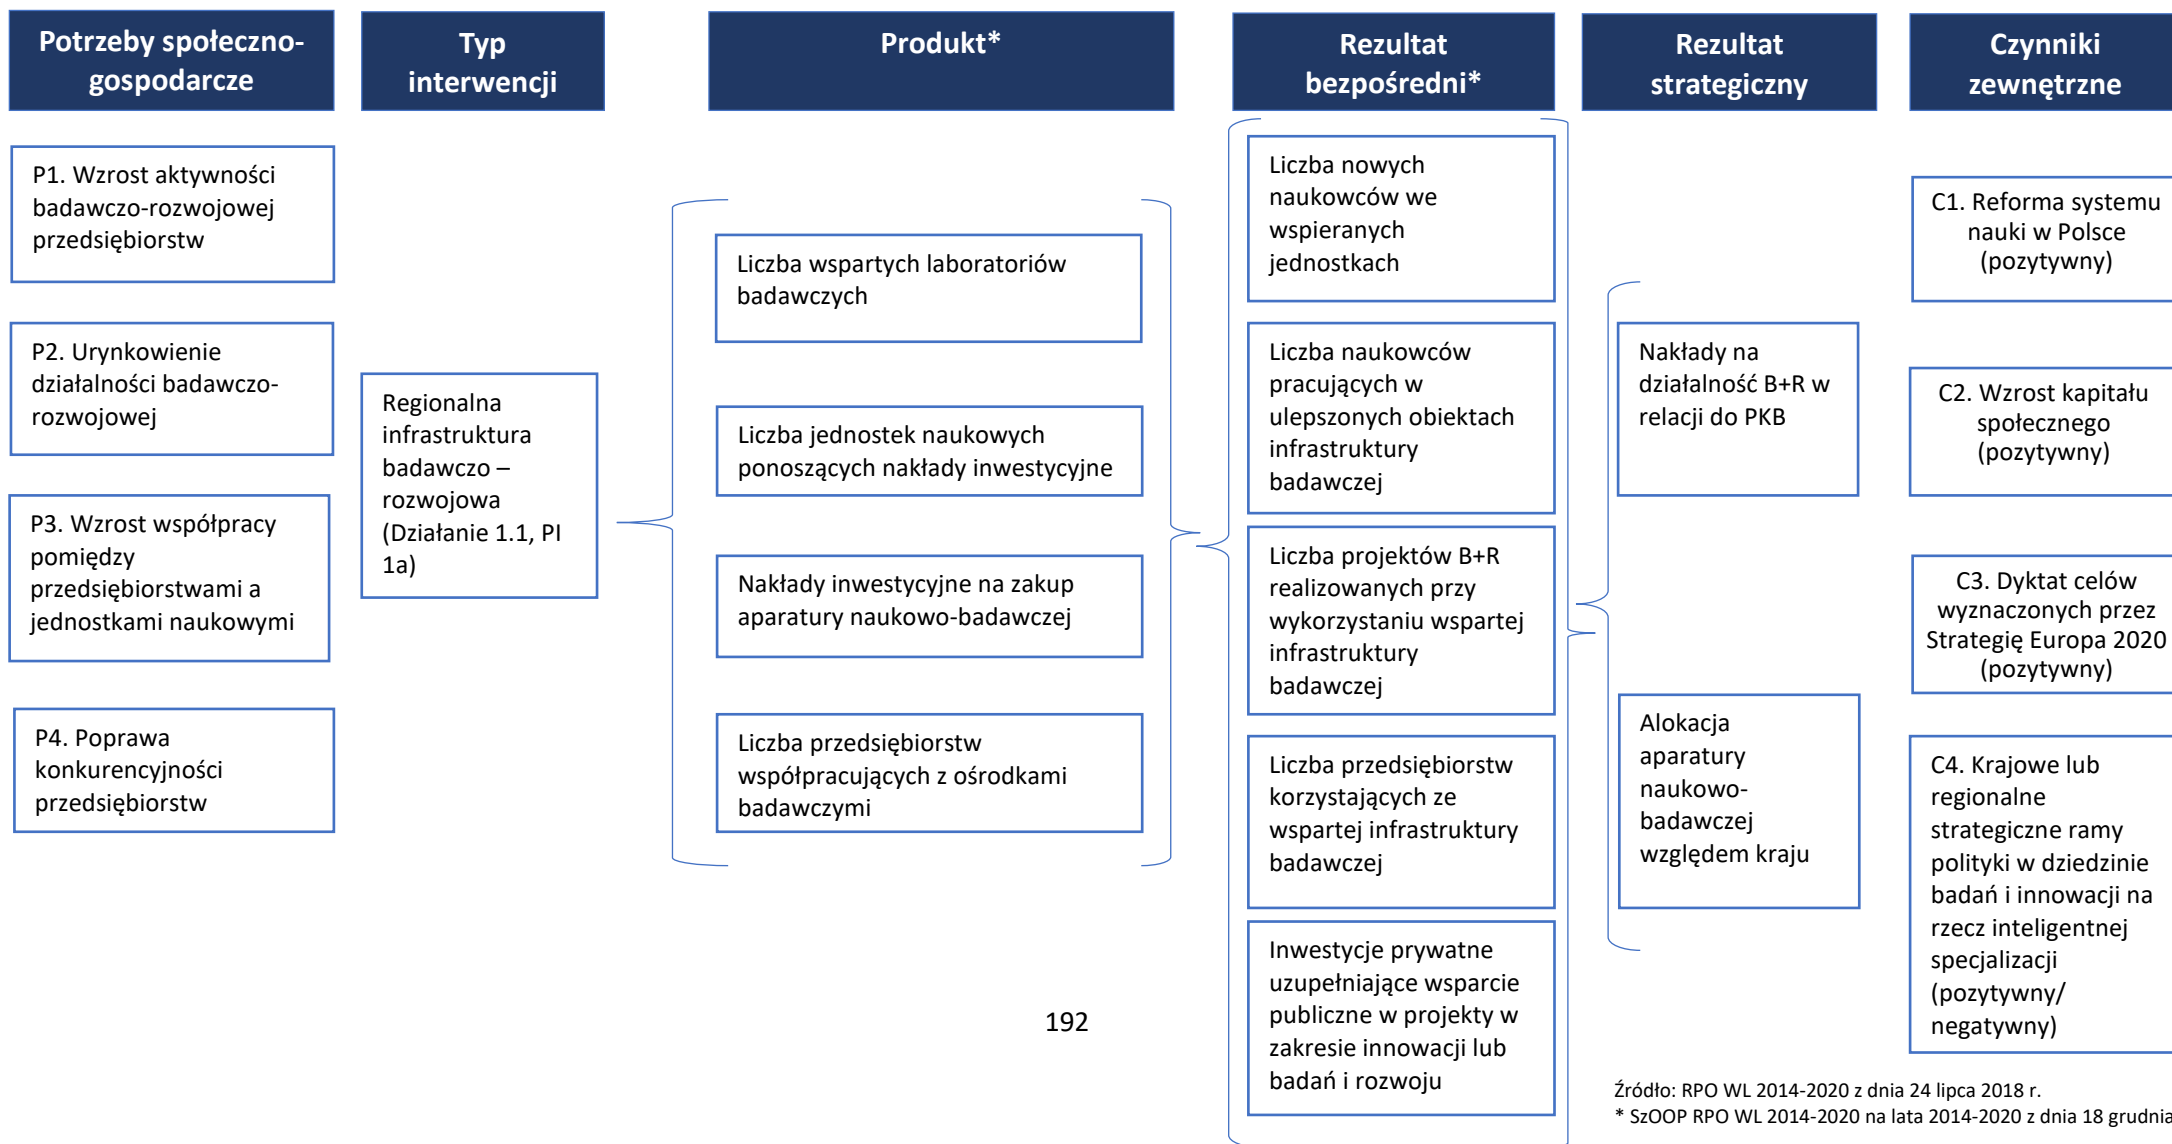 Potrzeby społeczno-
gospodarcze
Typ
interwencji
Produkt*
Rezultat
bezpośredni*
Rezultat
strategiczny
Czynniki
zewnętrzne
P1. Wzrost aktywności
badawczo-rozwojowej
przedsiębiorstw
P2. Urynkowienie
działalności badawczo-
rozwojowej
P3. Wzrost współpracy
pomiędzy
przedsiębiorstwami a
jednostkami naukowymi
P4. Poprawa
konkurencyjności
przedsiębiorstw
Regionalna
infrastruktura
badawczo –
rozwojowa
(Działanie 1.1, PI
1a)
Liczba wspartych laboratoriów
badawczych
Liczba jednostek naukowych
ponoszących nakłady inwestycyjne
Nakłady inwestycyjne na zakup
aparatury naukowo-badawczej
Liczba przedsiębiorstw
współpracujących z ośrodkami
badawczymi
Liczba nowych
naukowców we
wspieranych
jednostkach
Liczba naukowców
pracujących w
ulepszonych obiektach
infrastruktury
badawczej
Liczba projektów B+R
realizowanych przy
wykorzystaniu wspartej
infrastruktury
badawczej
Liczba przedsiębiorstw
korzystających ze
wspartej infrastruktury
badawczej
Inwestycje prywatne
uzupełniające wsparcie
publiczne w projekty w
zakresie innowacji lub
badań i rozwoju
Nakłady na
działalność B+R w
relacji do PKB
Alokacja
aparatury
naukowo-
badawczej
względem kraju
C1. Reforma systemu
nauki w Polsce
(pozytywny)
C2. Wzrost kapitału
społecznego
(pozytywny)
C3. Dyktat celów
wyznaczonych przez
Strategię Europa 2020
(pozytywny)
C4. Krajowe lub
regionalne
strategiczne ramy
polityki w dziedzinie
badań i innowacji na
rzecz inteligentnej
specjalizacji
(pozytywny/
negatywny)
192
Źródło: RPO WL 2014-2020 z dnia 24 lipca 2018 r.
* SzOOP RPO WL 2014-2020 na lata 2014-2020 z dnia 18 grudnia